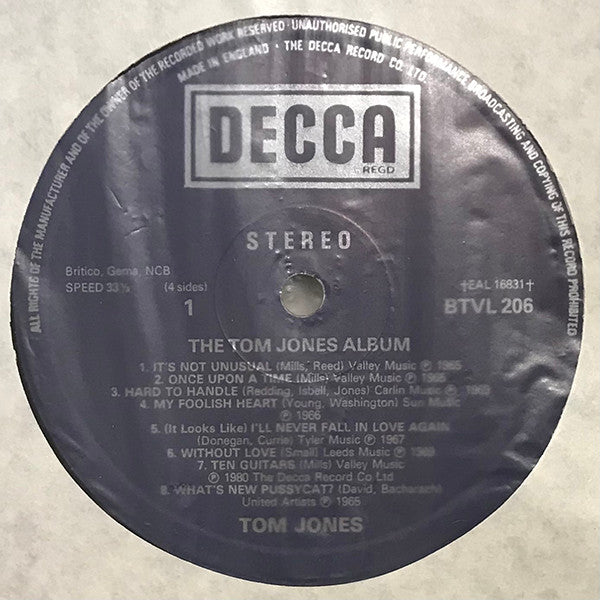 ALL RIGHTS OF THE MANUFACTURER AND OF THE OWNER OF THE RECORDED WORK RESERVED · UNAUTHORISED PUBLIC PERFORMANCE BROADCASTING AND COPYING OF THIS RECORD PROHIBITED
MADE IN ENGLAND · THE DECCA RECORD CO LTD.
DECCA
REGD
STEREO
Britico, Gema, NCB
SPEED 33⅓ (4 sides) †EAL 16831†
1 BTVL 206
THE TOM JONES ALBUM
1. IT'S NOT UNUSUAL (Mills, Reed) Valley Music ℗ 1965
2. ONCE UPON A TIME (Mills) Valley Music ℗ 1965
3. HARD TO HANDLE (Redding, Isbell, Jones) Carlin Music ℗
4. MY FOOLISH HEART (Young, Washington) Sun Music
℗ 1966
5. (It Looks Like) I'LL NEVER FALL IN LOVE AGAIN
(Donegan, Currie) Tyler Music ℗ 1967
6. WITHOUT LOVE (Small) Leeds Music ℗ 1969
7. TEN GUITARS (Mills) Valley Music
℗ 1980 The Decca Record Co Ltd
8. WHAT'S NEW PUSSYCAT? (David, Bacharach)
United Artists ℗ 1965
TOM JONES